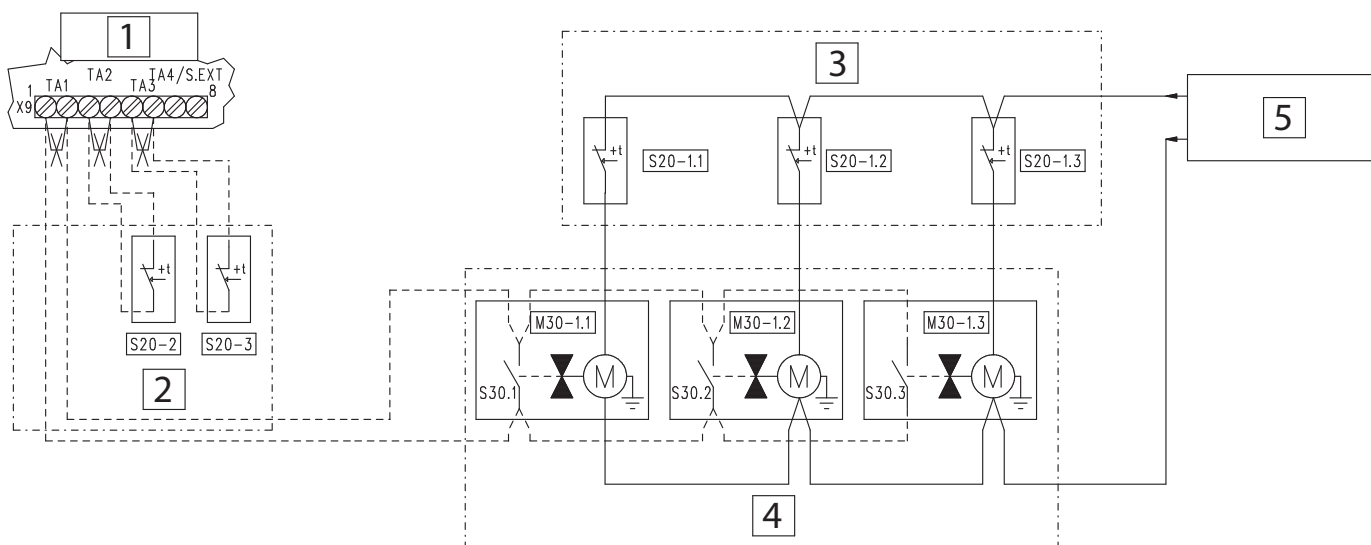 1
TA2 TA4/S.EXT
1 TA1 TA3 8
X9
3
5
+t S20-1.1 +t S20-1.2 +t S20-1.3
+t +t
S20-2 S20-3
2
M30-1.1 M30-1.2 M30-1.3
M M M
S30.1 S30.2 S30.3
4